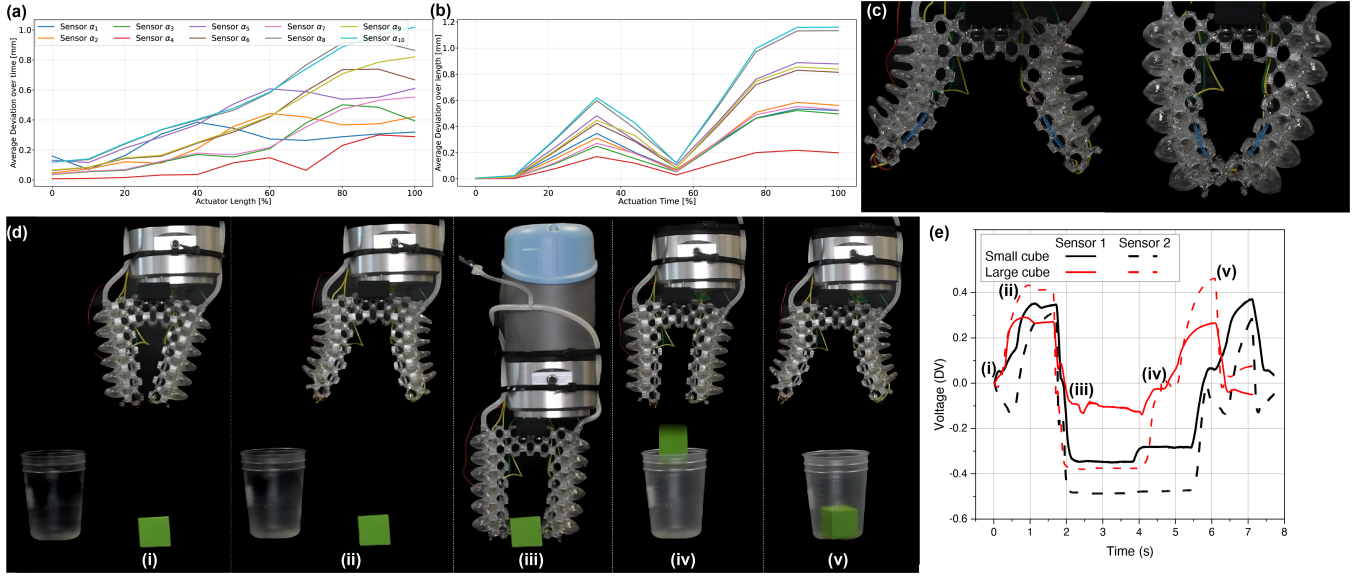 (a)
Sensor α1 Sensor α3 Sensor α5 Sensor α7 Sensor α9
Sensor α2 Sensor α4 Sensor α6 Sensor α8 Sensor α10
Average Deviation over time [mm]
1.0
0.8
0.6
0.4
0.2
0.0
0 20 40 60 80 100
Actuator Length [%]
(b)
Average Deviation over length [mm]
1.2
1.0
0.8
0.6
0.4
0.2
0.0
0 20 40 60 80 100
Actuation Time [%]
(c)
(d)
(i) (ii) (iii) (iv) (v)
(e)
Sensor 1 Sensor 2
Small cube
Large cube
(i)
(ii)
(iii)
(iv)
(v)
Voltage (DV)
0.4
0.2
0.0
-0.2
-0.4
-0.6
0 1 2 3 4 5 6 7 8
Time (s)